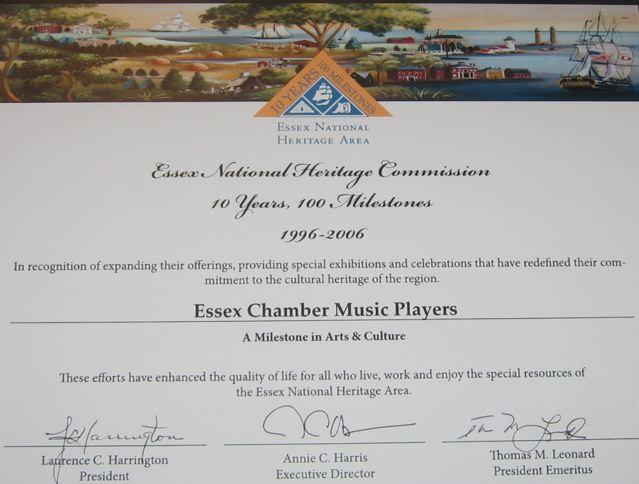 10 YEARS 100 MILESTONES
ESSEX NATIONAL
HERITAGE AREA
Essex National Heritage Commission
10 Years, 100 Milestones
1996-2006
In recognition of expanding their offerings, providing special exhibitions and celebrations that have redefined their com-
mitment to the cultural heritage of the region.
Essex Chamber Music Players
A Milestone in Arts & Culture
These efforts have enhanced the quality of life for all who live, work and enjoy the special resources of
the Essex National Heritage Area.
Laurence C. Harrington
President
Annie C. Harris
Executive Director
Thomas M. Leonard
President Emeritus